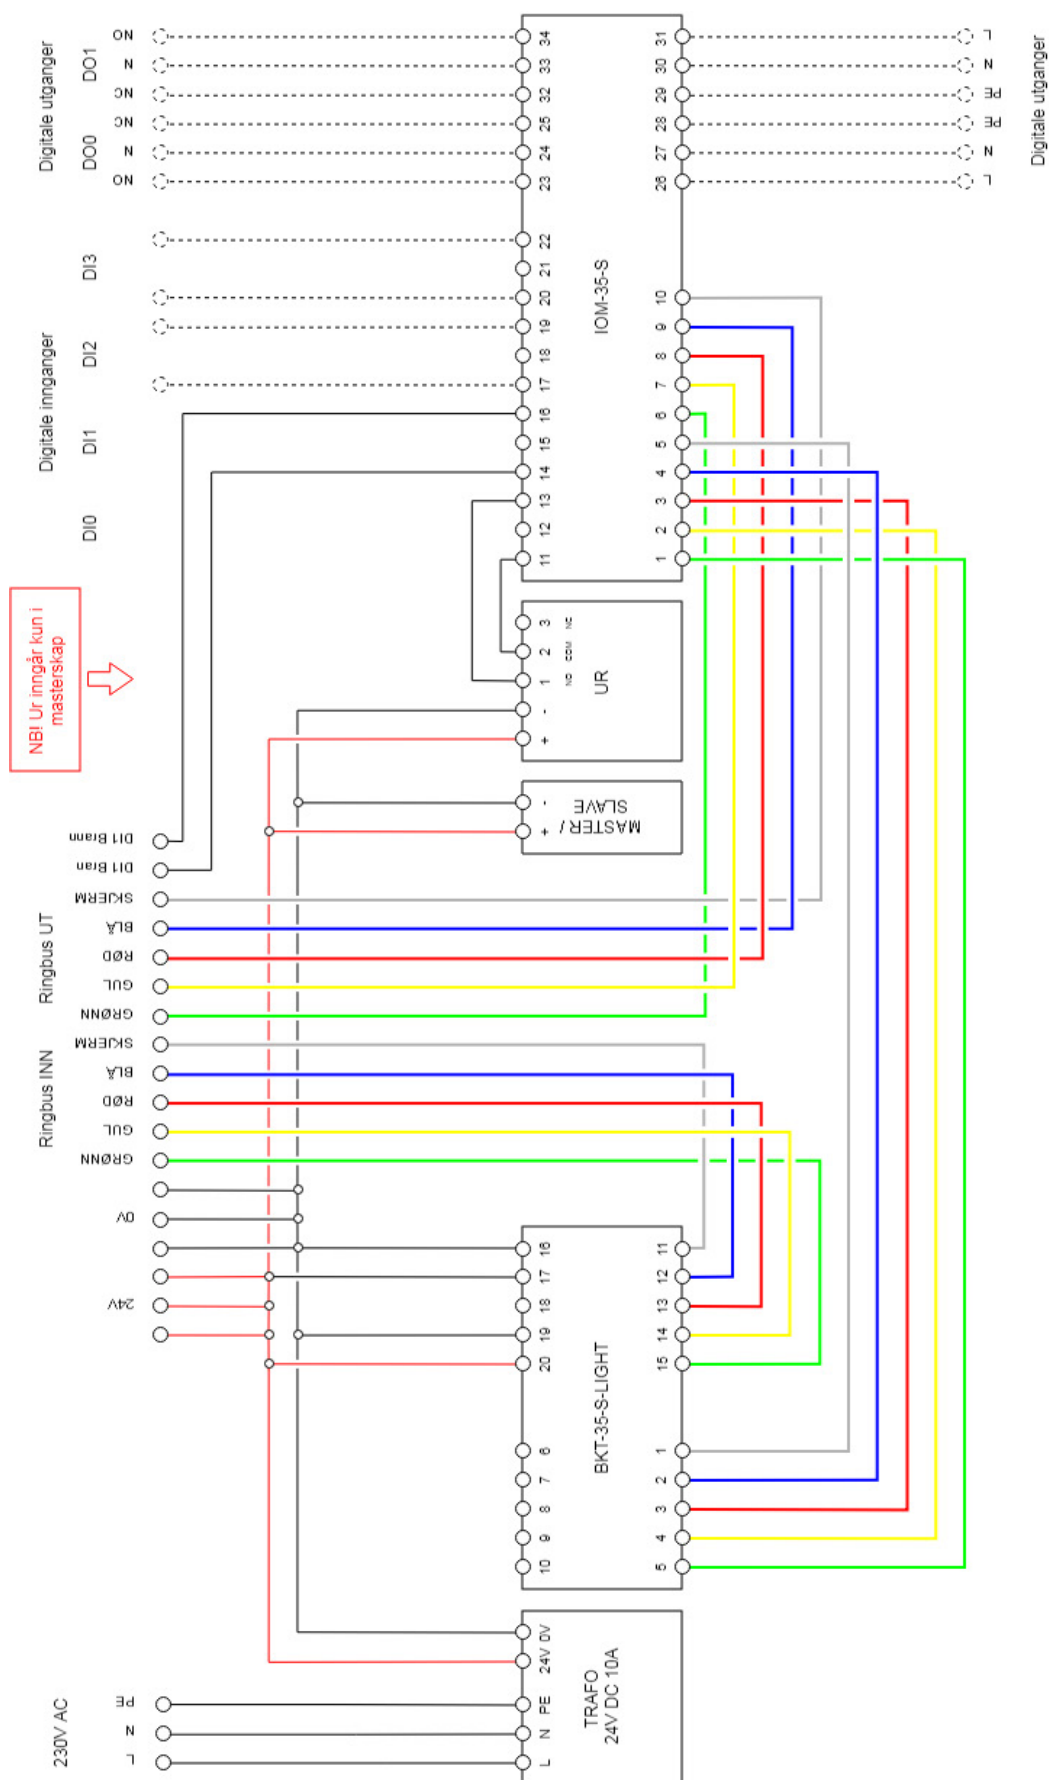 Digitale utganger
DO1
NO
N
NC
DO0
NC
N
NO
34
33
32
25
24
23
31
30
29
28
27
26
L
N
PE
PE
N
L
Digitale utganger
Digitale innganger
DI3
DI2
DI1
DI0
22
21
20
19
18
17
16
15
14
13
12
11
IOM-35-S
10
9
8
7
6
5
4
3
2
1
NB! Ur inngår kun i
masterskap
3
2
1
-
+
NC
COM
NO
UR
-
+
MASTER /
SLAVE
DI1 Brann
DI1 Bran
Ringbus UT
SKJERM
BLÅ
RØD
GUL
GRØNN
Ringbus INN
SKJERM
BLÅ
RØD
GUL
GRØNN
0V
24V
16
17
18
19
20
6
7
8
9
10
BKT-35-S-LIGHT
11
12
13
14
15
1
2
3
4
5
230V AC
PE
N
L
0V
24V
PE
N
L
TRAFO
24V DC 10A